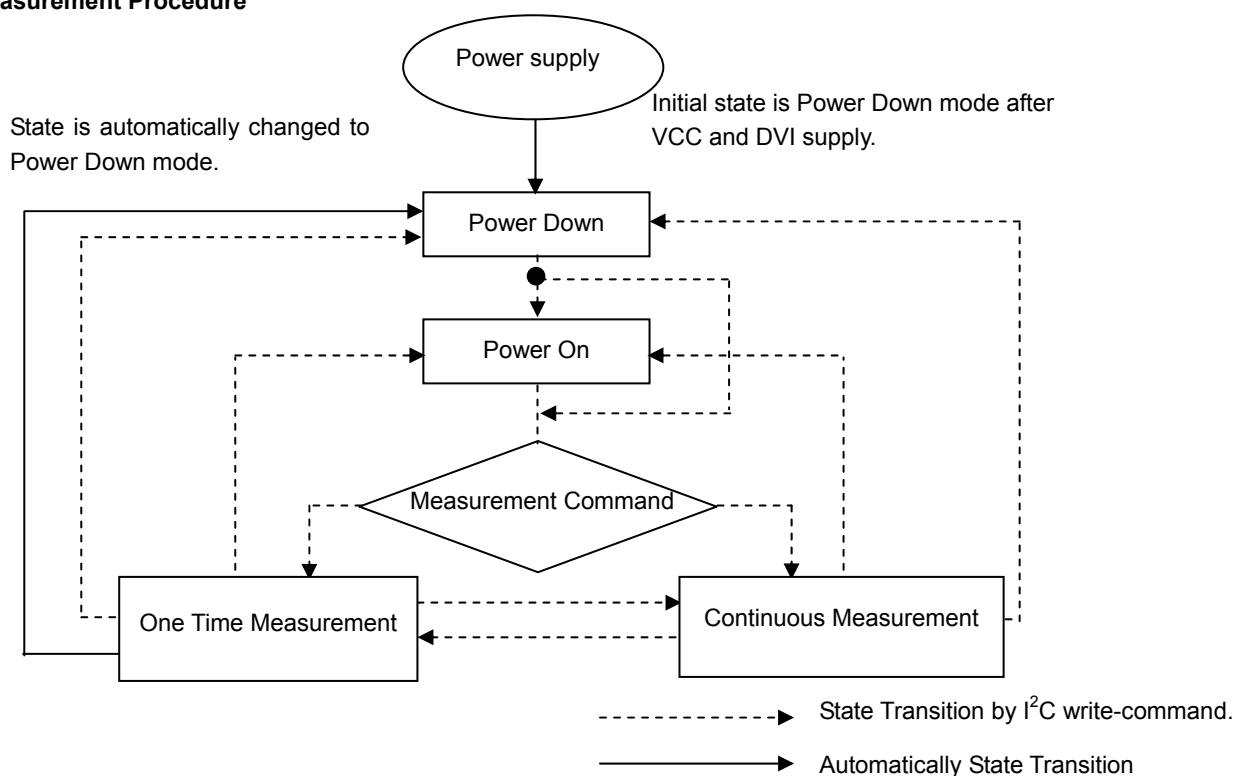 asurement Procedure
Power supply
Initial state is Power Down mode after
VCC and DVI supply.
State is automatically changed to
Power Down mode.
Power Down
Power On
Measurement Command
One Time Measurement
Continuous Measurement
State Transition by I²C write-command.
Automatically State Transition